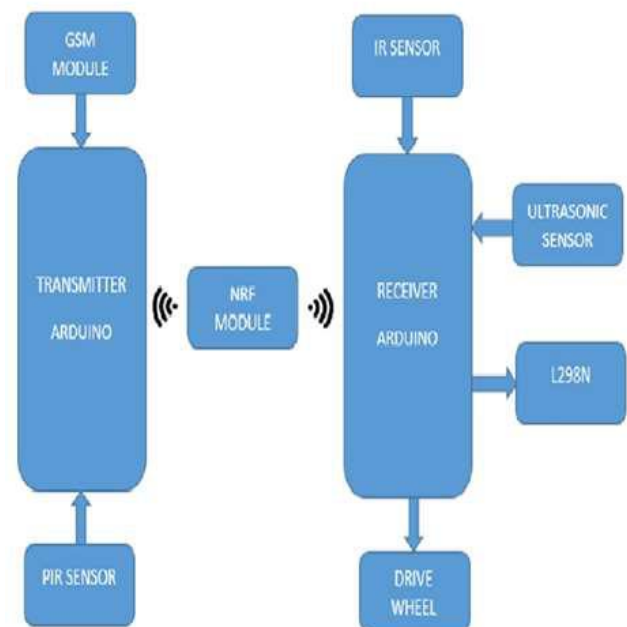 GSM
MODULE
IR SENSOR
TRANSMITTER
ARDUINO
NRF
MODULE
RECEIVER
ARDUINO
ULTRASONIC
SENSOR
L298N
PIR SENSOR
DRIVE
WHEEL